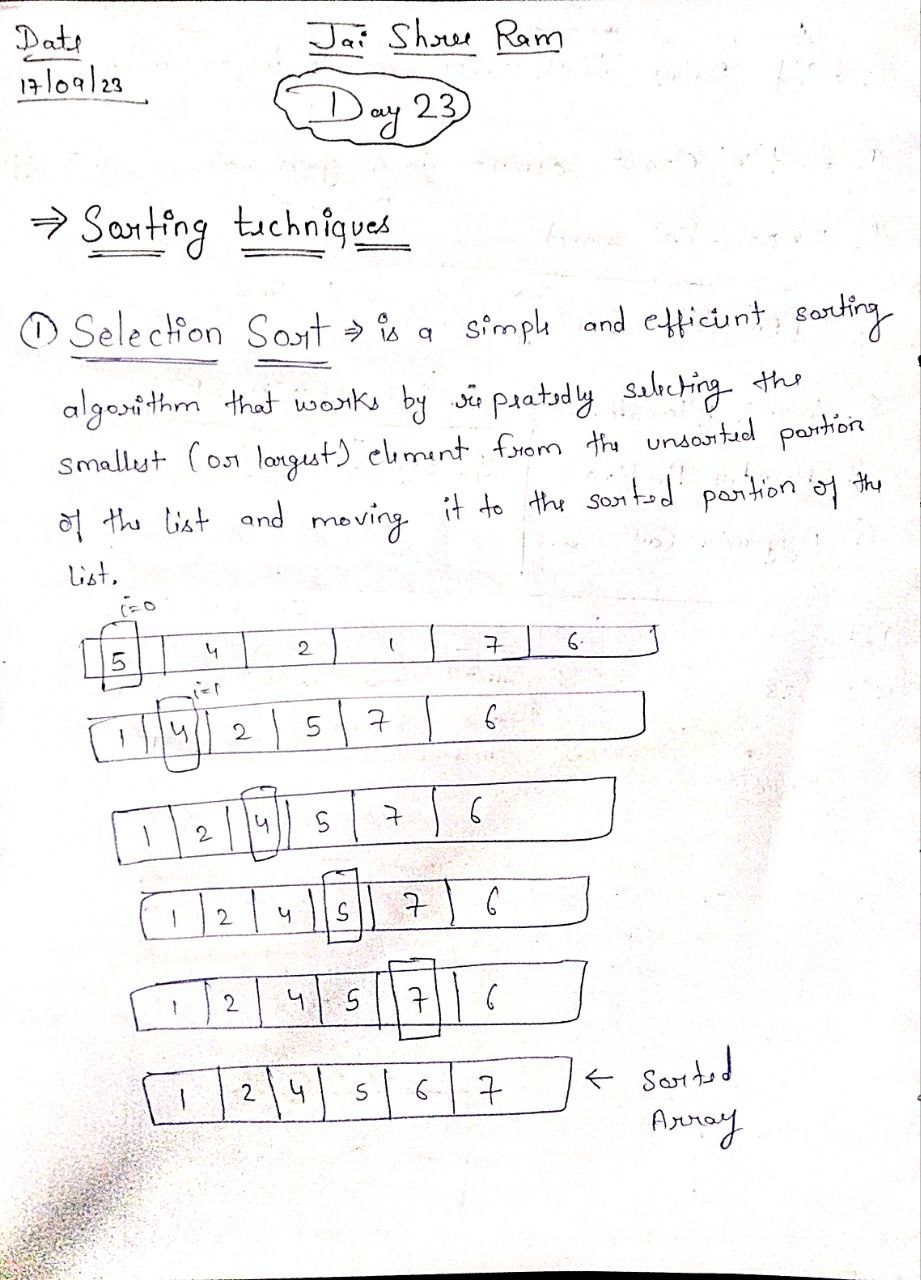 Date
Jai Shree Ram
17/09/23
Day 23
⇒ Sorting techniques
① Selection Sort ⇒ is a simple and efficient sorting
algorithm that works by repeatedly selecting the
smallest (or largest) element from the unsorted portion
of the list and moving it to the sorted portion of the
list.
i=0
5 4 2 1 7 6
i=1
1 4 2 5 7 6
1 2 4 5 7 6
1 2 4 5 7 6
1 2 4 5 7 6
1 2 4 5 6 7 ← Sorted
Array